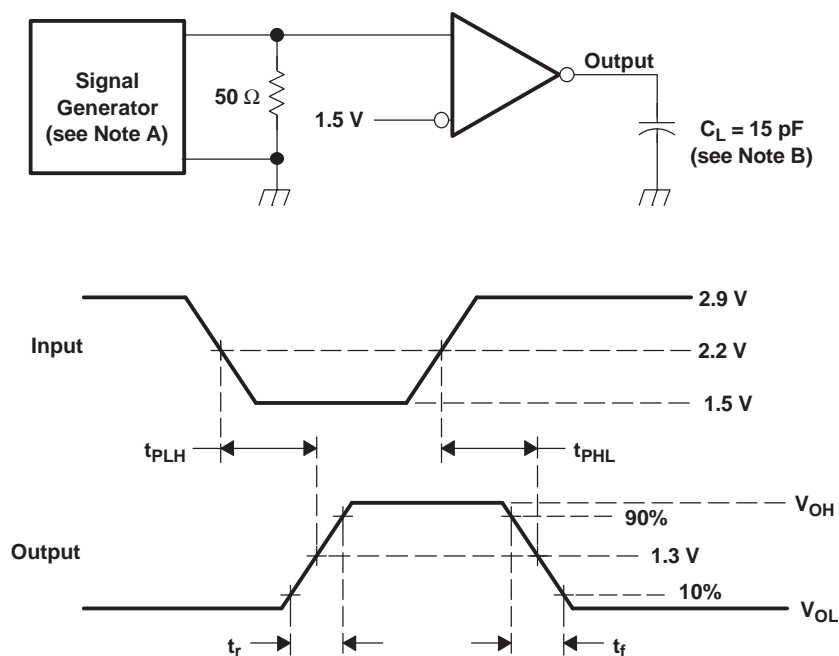 Signal
Generator
(see Note A)
50 Ω
1.5 V
Output
C_L = 15 pF
(see Note B)
Input
2.9 V
2.2 V
1.5 V
t_PLH
t_PHL
Output
V_OH
90%
1.3 V
10%
V_OL
t_r
t_f